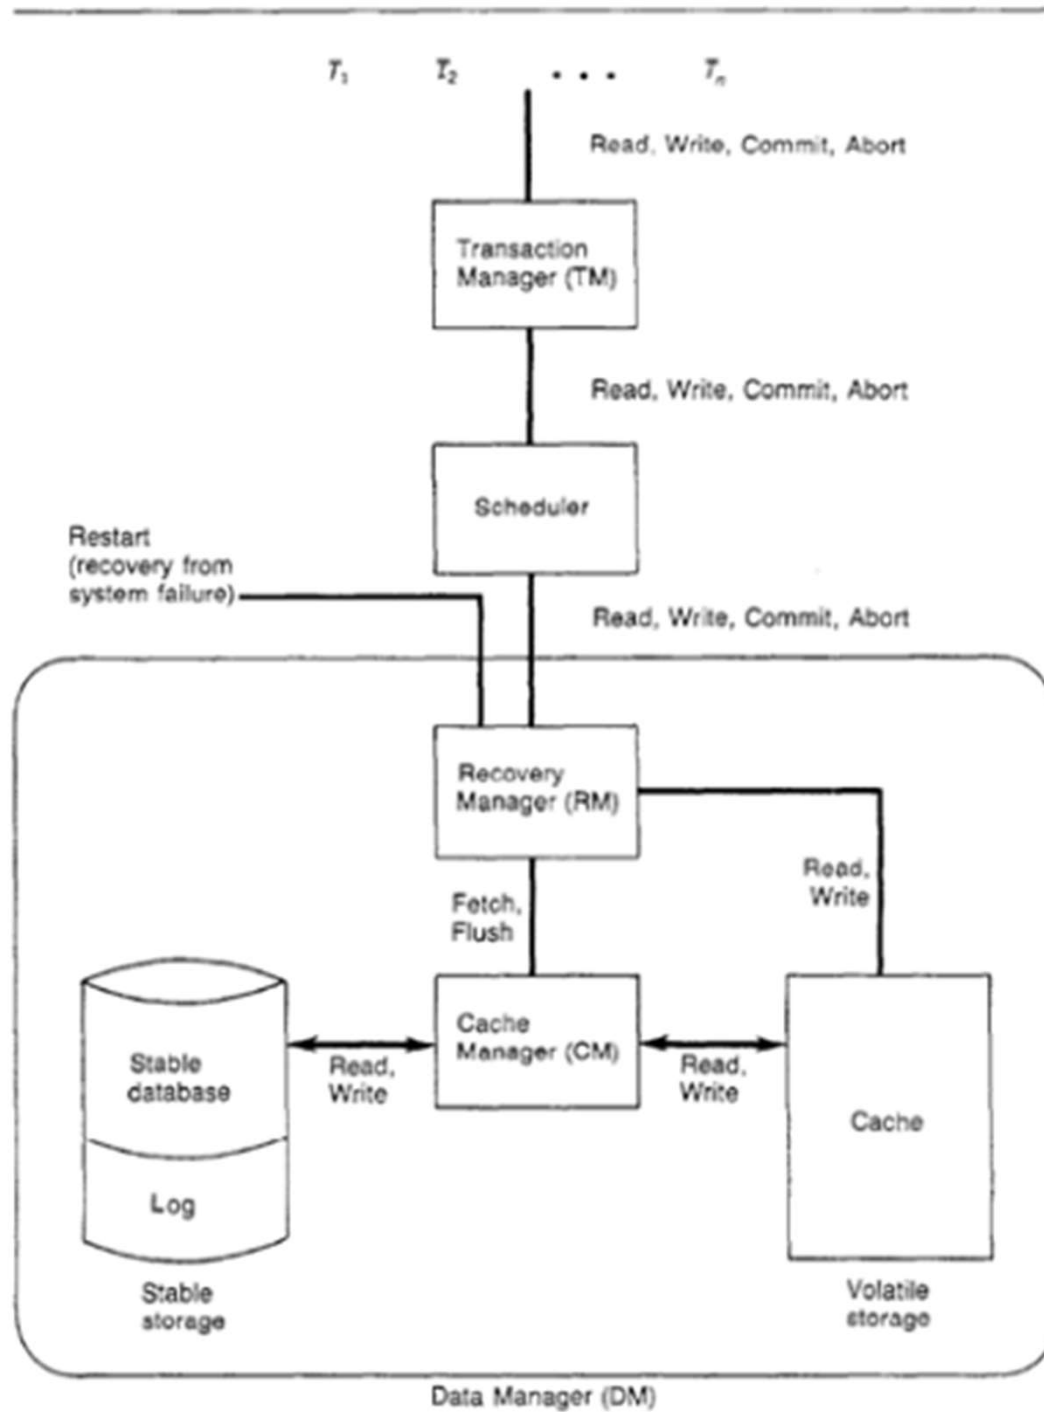 T₁ T₂ • • • Tₙ
Read, Write, Commit, Abort
Transaction
Manager (TM)
Read, Write, Commit, Abort
Scheduler
Restart
(recovery from
system failure)
Read, Write, Commit, Abort
Recovery
Manager (RM)
Read,
Write
Fetch,
Flush
Stable
database
Log
Stable
storage
Read,
Write
Cache
Manager (CM)
Read,
Write
Cache
Volatile
storage
Data Manager (DM)